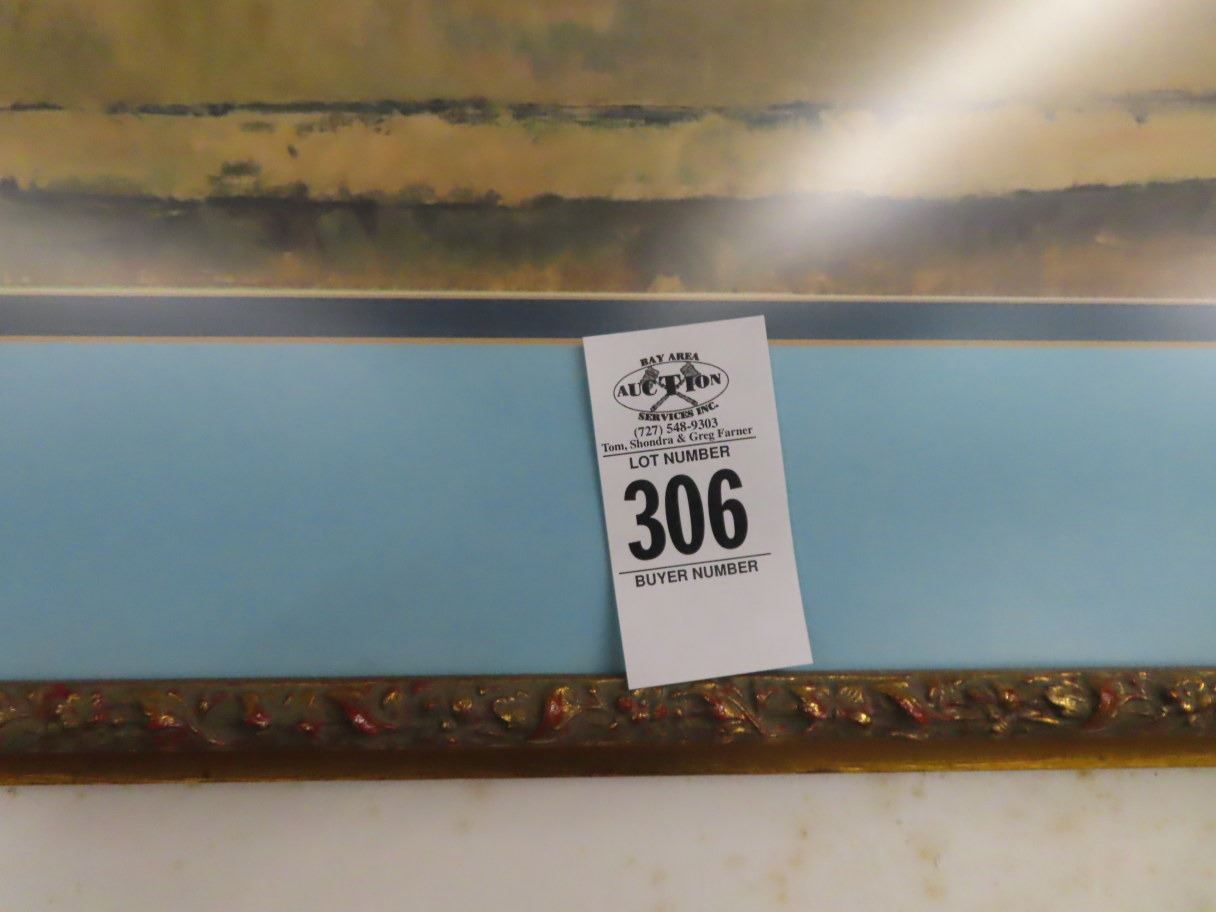 BAY AREA
AUCTION
SERVICES INC.
(727) 548-9303
Tom, Shondra & Greg Farner
LOT NUMBER
306
BUYER NUMBER